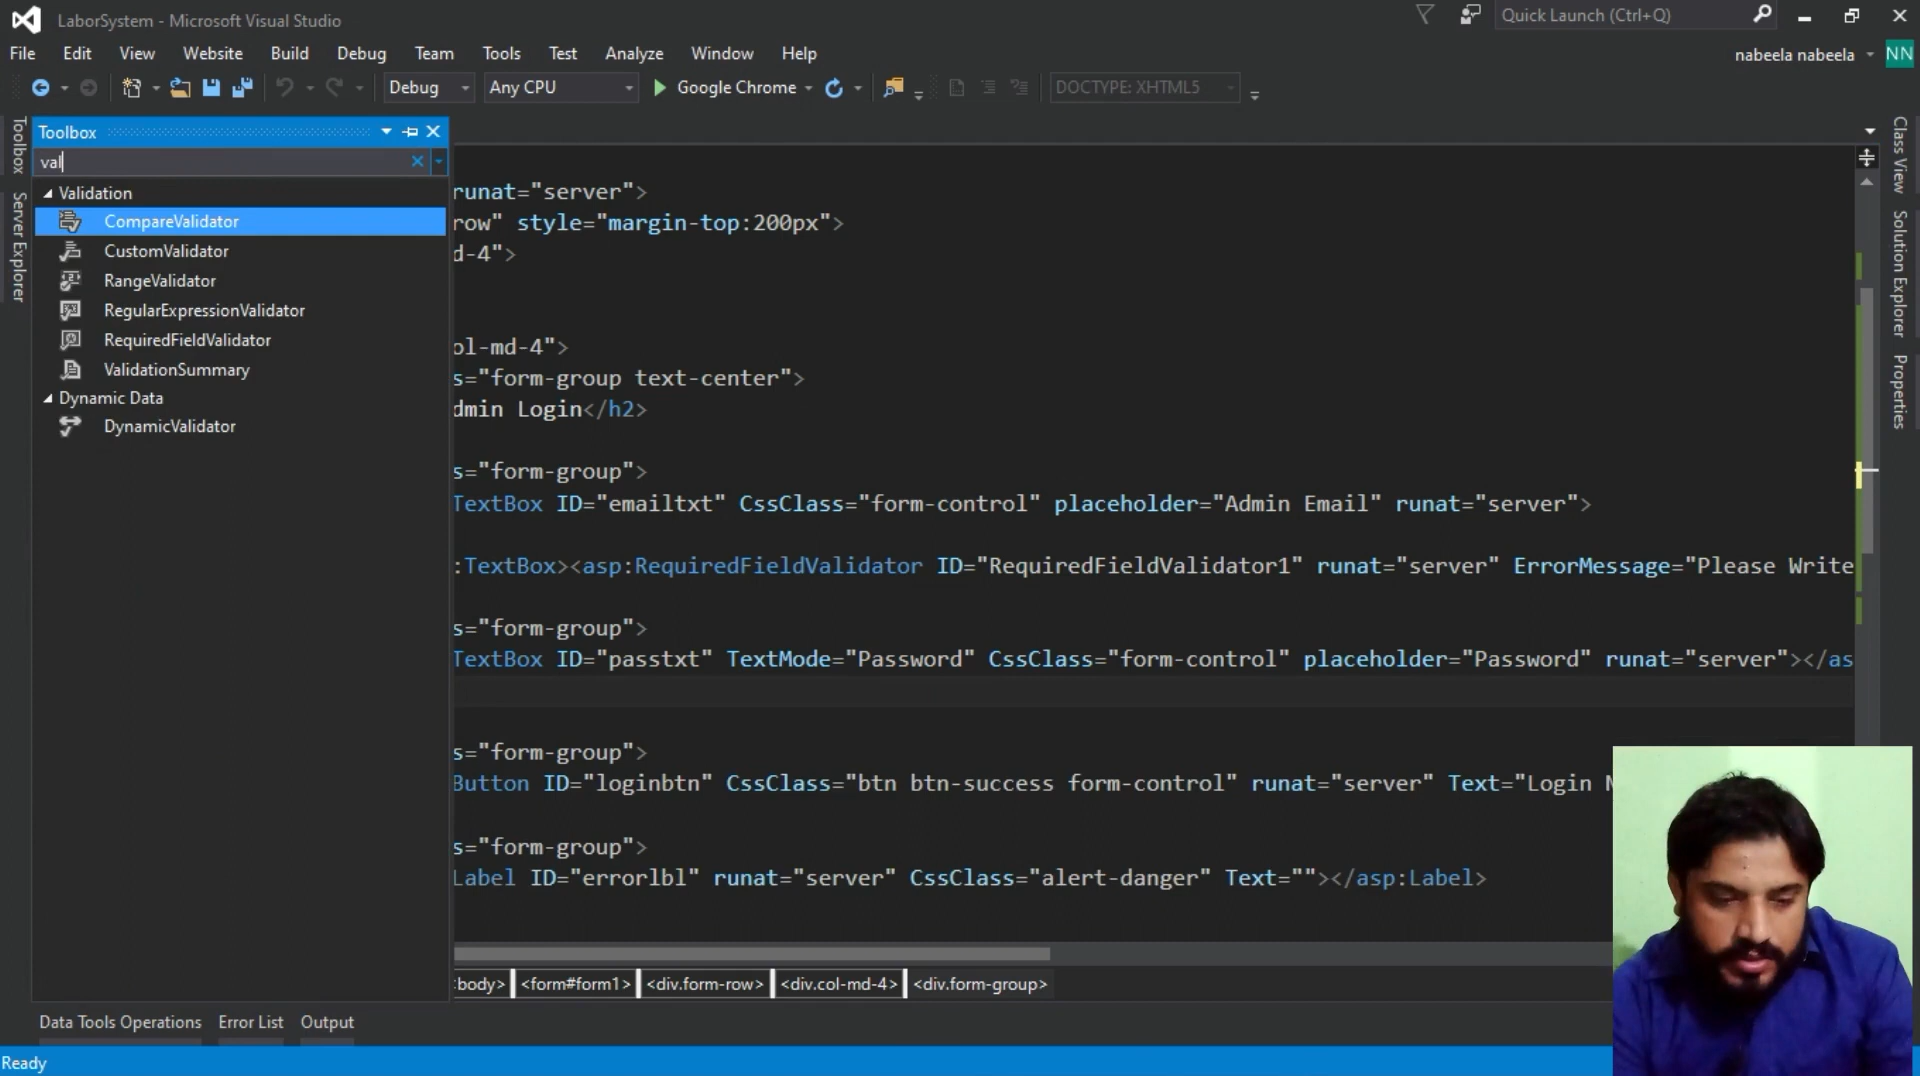 LaborSystem - Microsoft Visual Studio
Quick Launch (Ctrl+Q)
File Edit View Website Build Debug Team Tools Test Analyze Window Help
nabeela nabeela NN
Debug Any CPU Google Chrome DOCTYPE: XHTML5
Toolbox
Server Explorer
Toolbox
val
Validation
CompareValidator
CustomValidator
RangeValidator
RegularExpressionValidator
RequiredFieldValidator
ValidationSummary
Dynamic Data
DynamicValidator
runat="server">
row" style="margin-top:200px">
d-4">
ol-md-4">
s="form-group text-center">
dmin Login</h2>
s="form-group">
TextBox ID="emailtxt" CssClass="form-control" placeholder="Admin Email" runat="server">
:TextBox><asp:RequiredFieldValidator ID="RequiredFieldValidator1" runat="server" ErrorMessage="Please Write
s="form-group">
TextBox ID="passtxt" TextMode="Password" CssClass="form-control" placeholder="Password" runat="server"></as
s="form-group">
Button ID="loginbtn" CssClass="btn btn-success form-control" runat="server" Text="Login N
s="form-group">
Label ID="errorlbl" runat="server" CssClass="alert-danger" Text=""></asp:Label>
Class View
Solution Explorer
Properties
<body> <form#form1> <div.form-row> <div.col-md-4> <div.form-group>
Data Tools Operations Error List Output
Ready